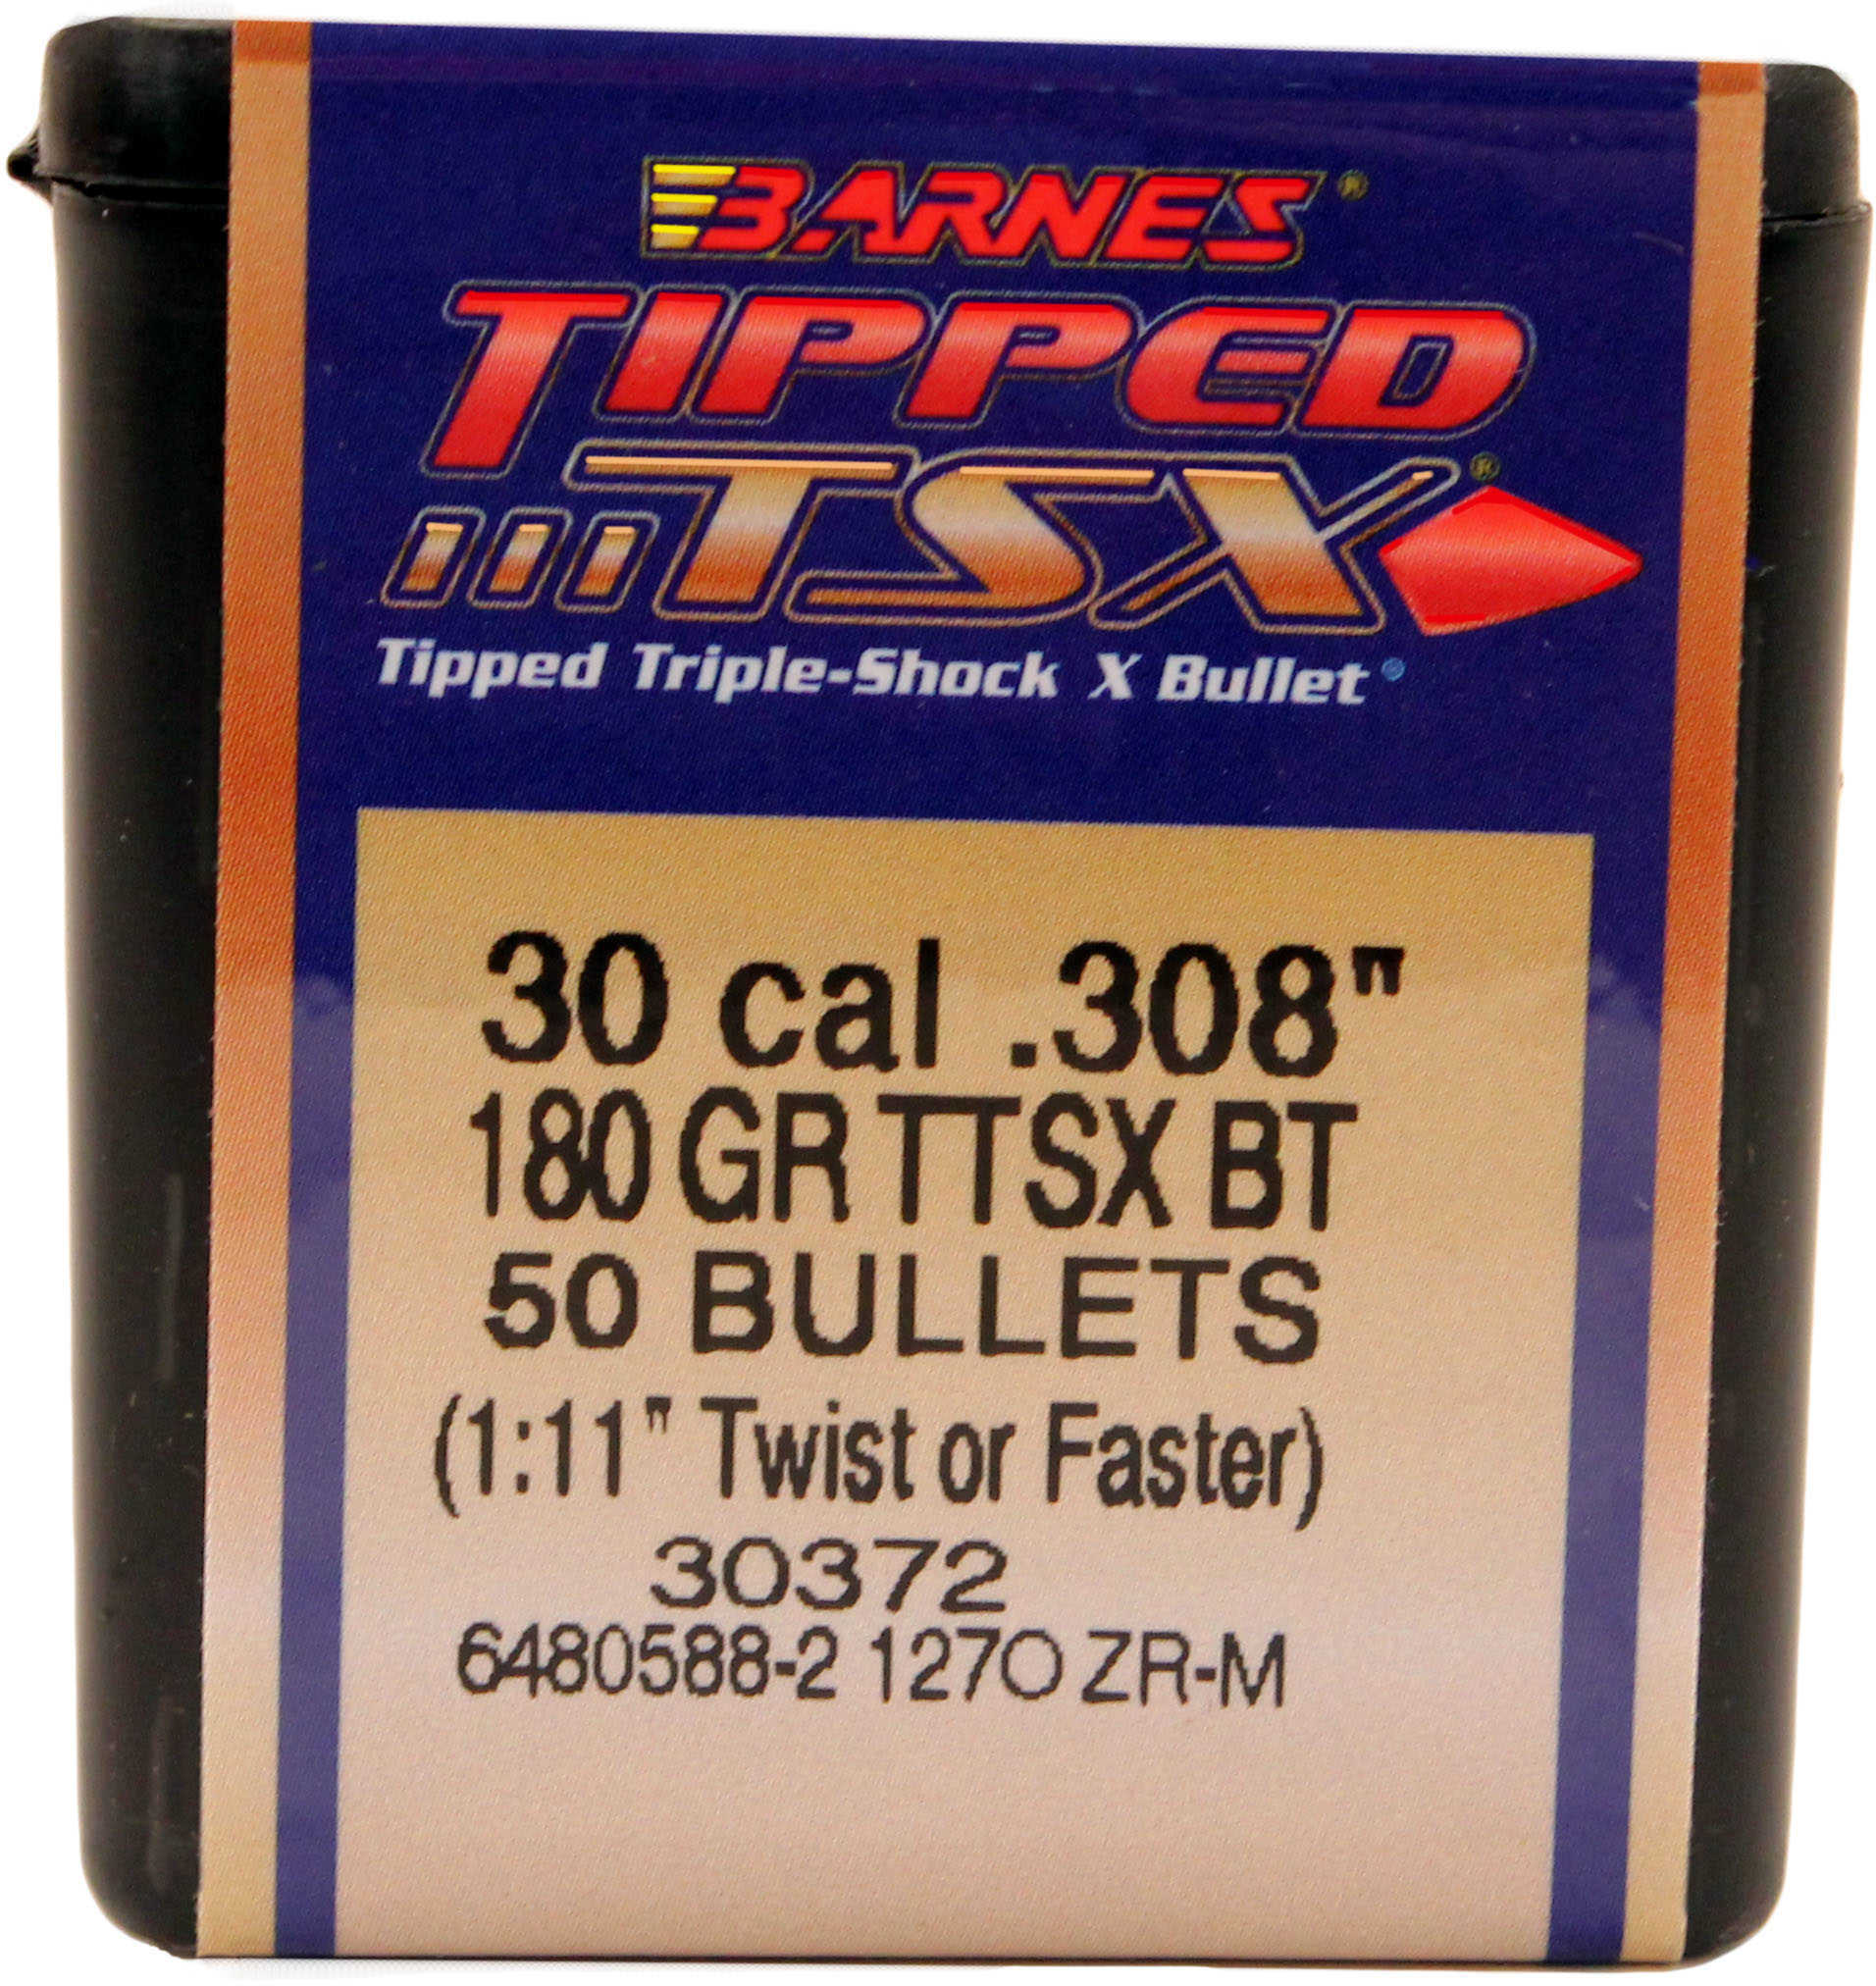 BARNES®
TIPPED
TSX®
Tipped Triple-Shock X Bullet®
30 cal .308"
180 GR TTSX BT
50 BULLETS
(1:11" Twist or Faster)
30372
6480588-2 127O ZR-M